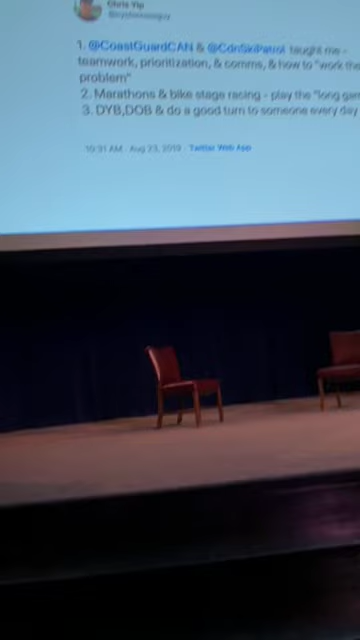 Chris Yip
1. @CoastGuardCAN & @CdnSkiPatrol taught me -
teamwork, prioritization, & comms, & how to "work the
problem"
2. Marathons & bike stage racing - play the "long gam
3. DYB,DOB & do a good turn to someone every day
10:31 AM · Aug 23, 2019 · Twitter Web App